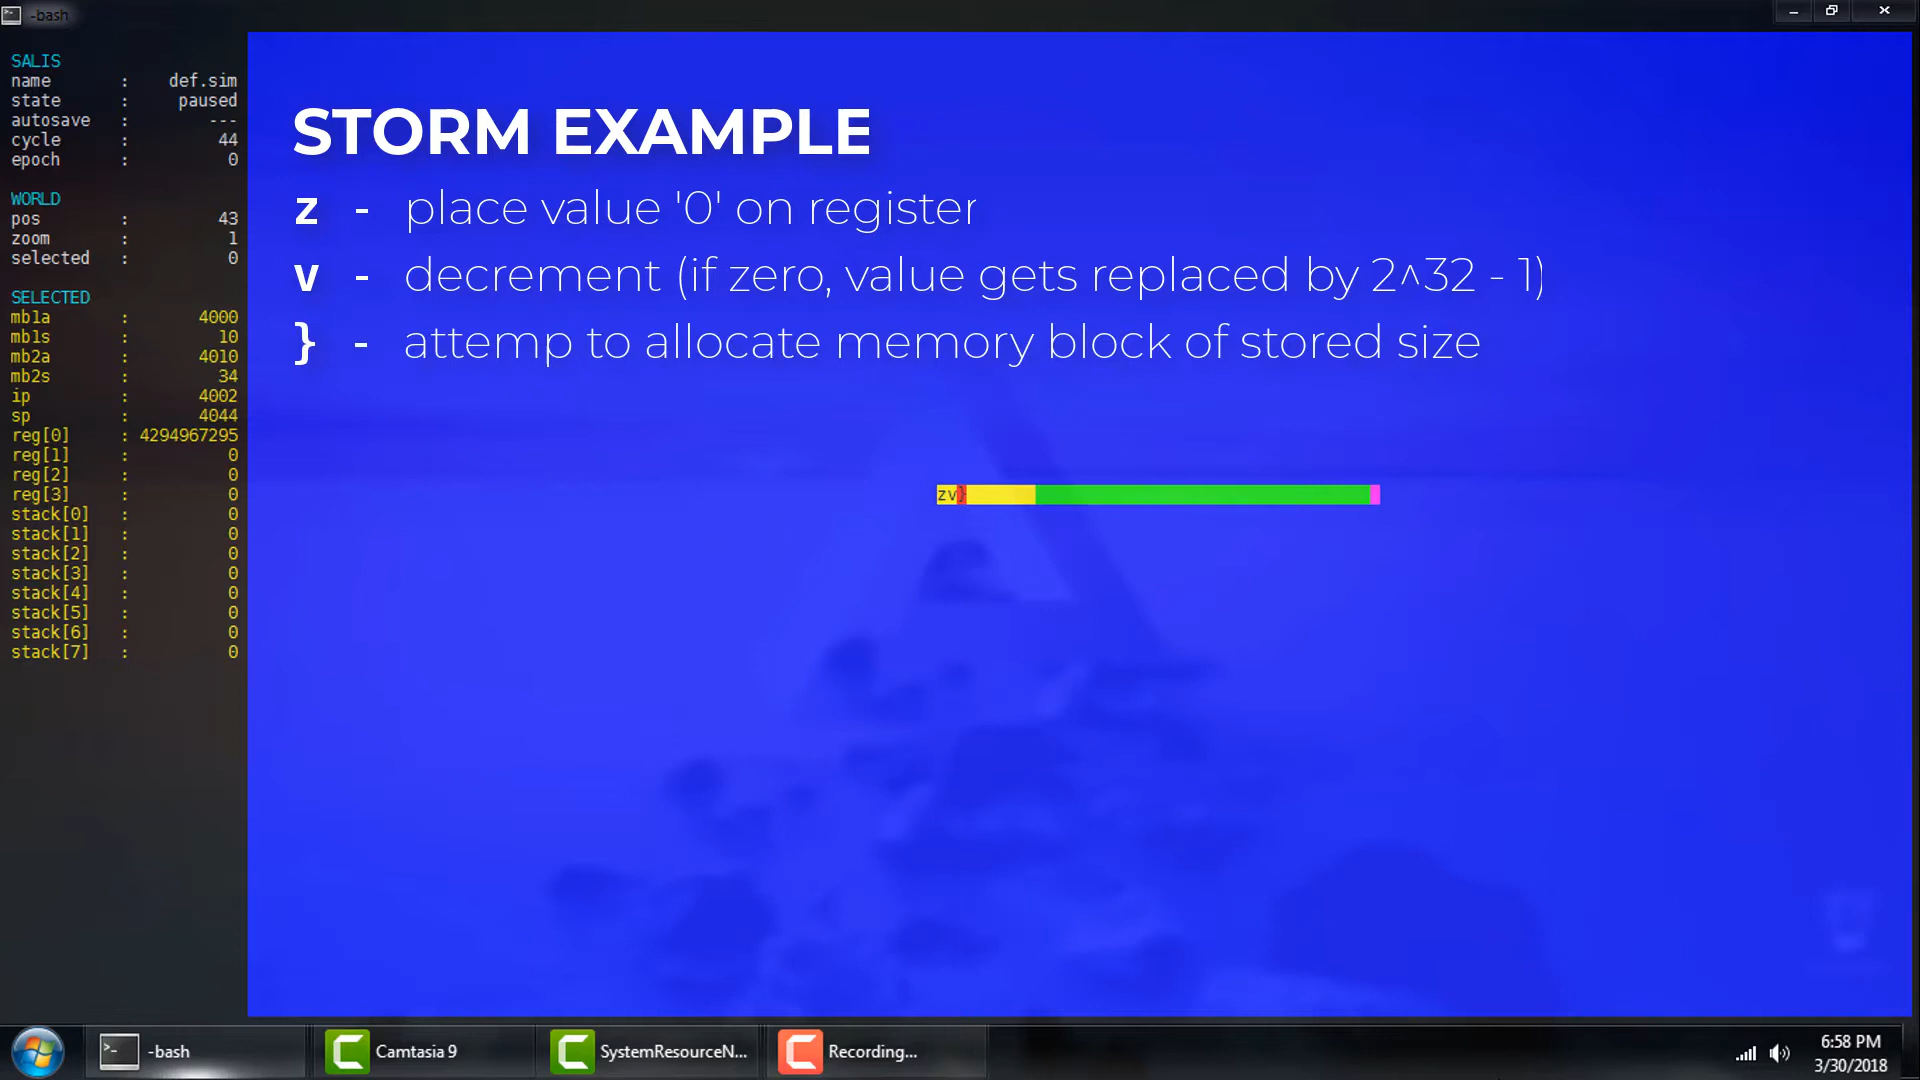 -bash
SALIS
name : def.sim
state : paused
autosave : ---
cycle : 44
epoch : 0
WORLD
pos : 43
zoom : 1
selected : 0
SELECTED
mb1a : 4000
mb1s : 10
mb2a : 4010
mb2s : 34
ip : 4002
sp : 4044
reg[0] : 4294967295
reg[1] : 0
reg[2] : 0
reg[3] : 0
stack[0] : 0
stack[1] : 0
stack[2] : 0
stack[3] : 0
stack[4] : 0
stack[5] : 0
stack[6] : 0
stack[7] : 0
STORM EXAMPLE
z - place value '0' on register
v - decrement (if zero, value gets replaced by 2^32 - 1)
} - attemp to allocate memory block of stored size
zv}
-bash
Camtasia 9
SystemResourceN...
Recording...
6:58 PM
3/30/2018